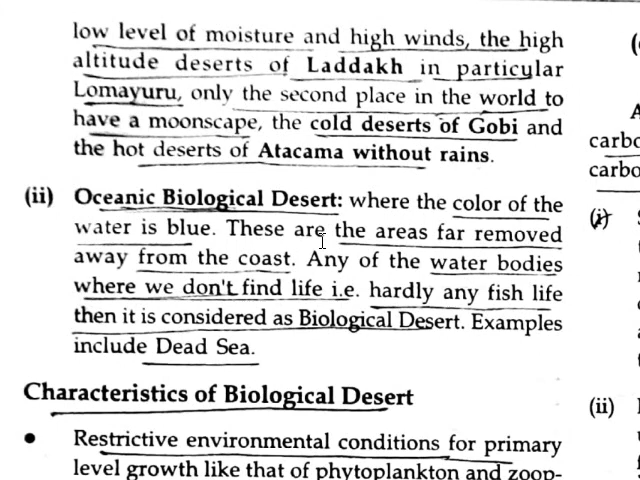 low level of moisture and high winds, the high
altitude deserts of Laddakh in particular
Lomayuru, only the second place in the world to
have a moonscape, the cold deserts of Gobi and
the hot deserts of Atacama without rains.
(ii) Oceanic Biological Desert: where the color of the
water is blue. These are the areas far removed
away from the coast. Any of the water bodies
where we don't find life i.e. hardly any fish life
then it is considered as Biological Desert. Examples
include Dead Sea.
Characteristics of Biological Desert
• Restrictive environmental conditions for primary
level growth like that of phytoplankton and zoop-
carbo
carbo
(i)
(ii)